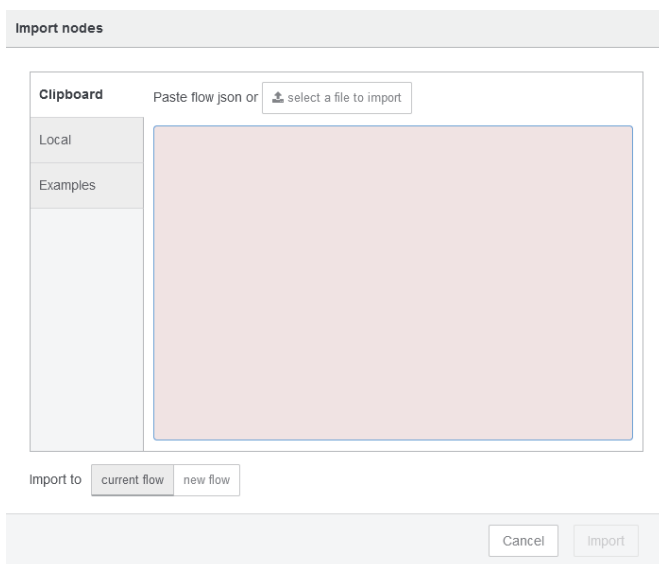 Import nodes
Clipboard
Paste flow json or select a file to import
Local
Examples
Import to current flow new flow
Cancel Import